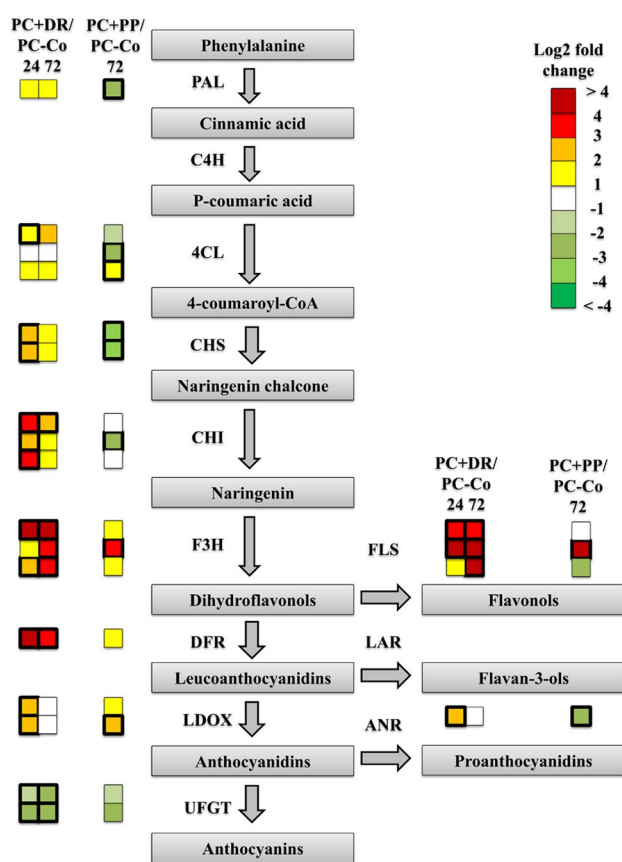 PC+DR/ PC+PP/
PC-Co PC-Co
24 72 72
Phenylalanine
Log2 fold
change
PAL
> 4
4
3
2
1
-1
-2
-3
-4
< -4
Cinnamic acid
C4H
P-coumaric acid
4CL
4-coumaroyl-CoA
CHS
Naringenin chalcone
CHI
Naringenin
PC+DR/ PC+PP/
PC-Co PC-Co
24 72 72
F3H
FLS
Dihydroflavonols
Flavonols
DFR
LAR
Leucoanthocyanidins
Flavan-3-ols
LDOX
ANR
Anthocyanidins
Proanthocyanidins
UFGT
Anthocyanins